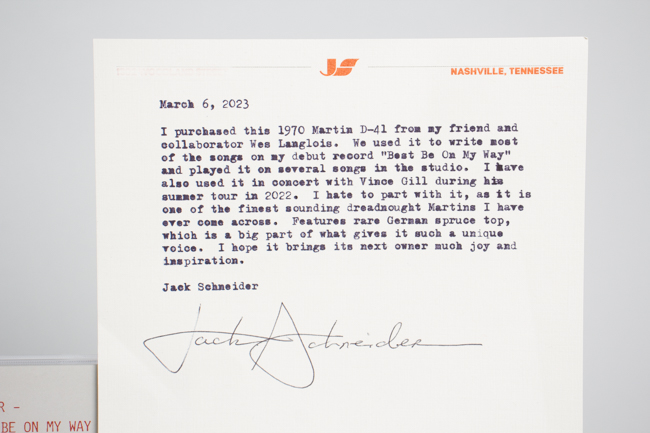 JS
NASHVILLE, TENNESSEE
March 6, 2023
I purchased this 1970 Martin D-41 from my friend and
collaborator Wes Langlois. We used it to write most
of the songs on my debut record "Best Be On My Way"
and played it on several songs in the studio. I have
also used it in concert with Vince Gill during his
summer tour in 2022. I hate to part with it, as it is
one of the finest sounding dreadnought Martins I have
ever come across. Features rare German spruce top,
which is a big part of what gives it such a unique
voice. I hope it brings its next owner much joy and
inspiration.
Jack Schneider
Jack Schneider
R -
BE ON MY WAY